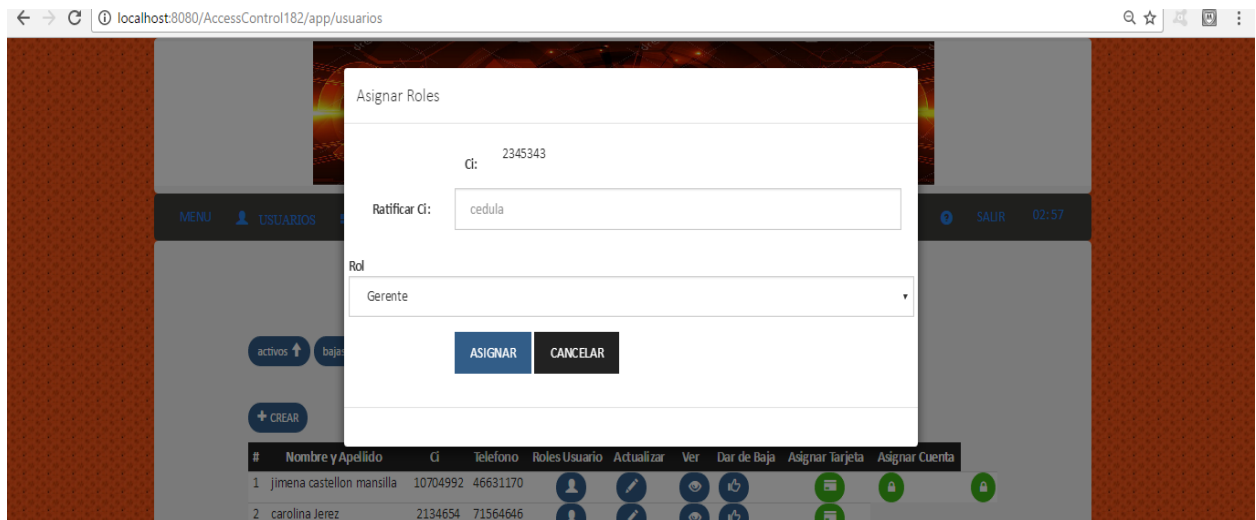 localhost:8080/AccessControl182/app/usuarios
Asignar Roles
Ci: 2345343
Ratificar Ci: cedula
MENU USUARIOS SALIR 02:57
Rol
Gerente
activos bajas
ASIGNAR CANCELAR
+ CREAR
# Nombre y Apellido Ci Telefono Roles Usuario Actualizar Ver Dar de Baja Asignar Tarjeta Asignar Cuenta
1 jimena castellon mansilla 10704992 46631170
2 carolina Jerez 2134654 71564646